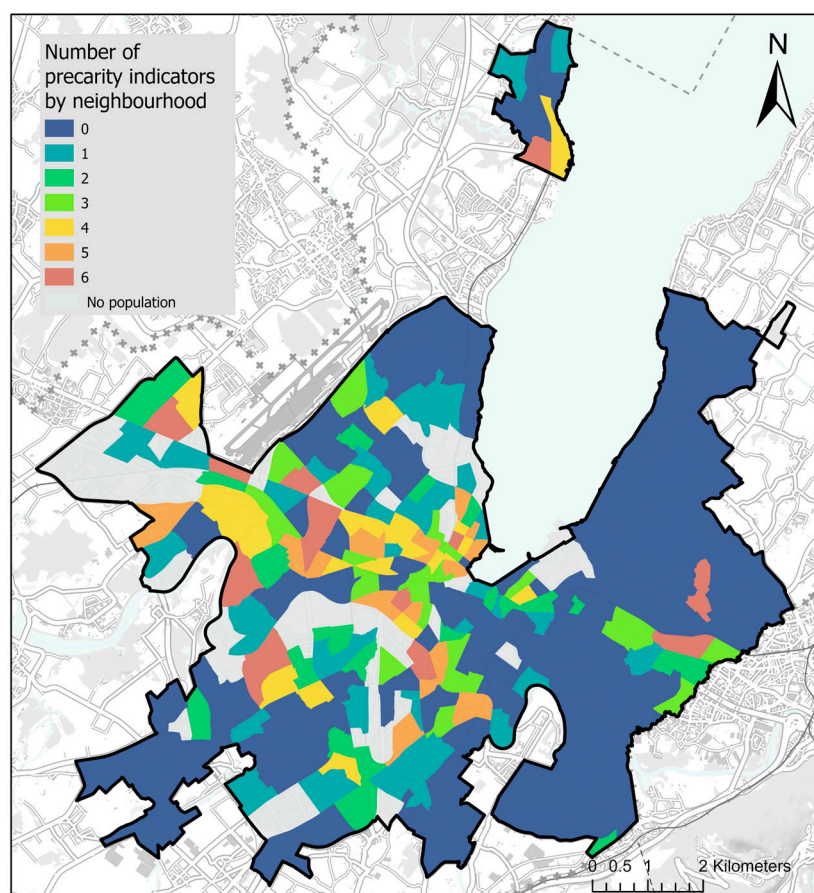 Number of
precarity indicators
by neighbourhood
0
1
2
3
4
5
6
No population
N
0 0.5 1 2 Kilometers